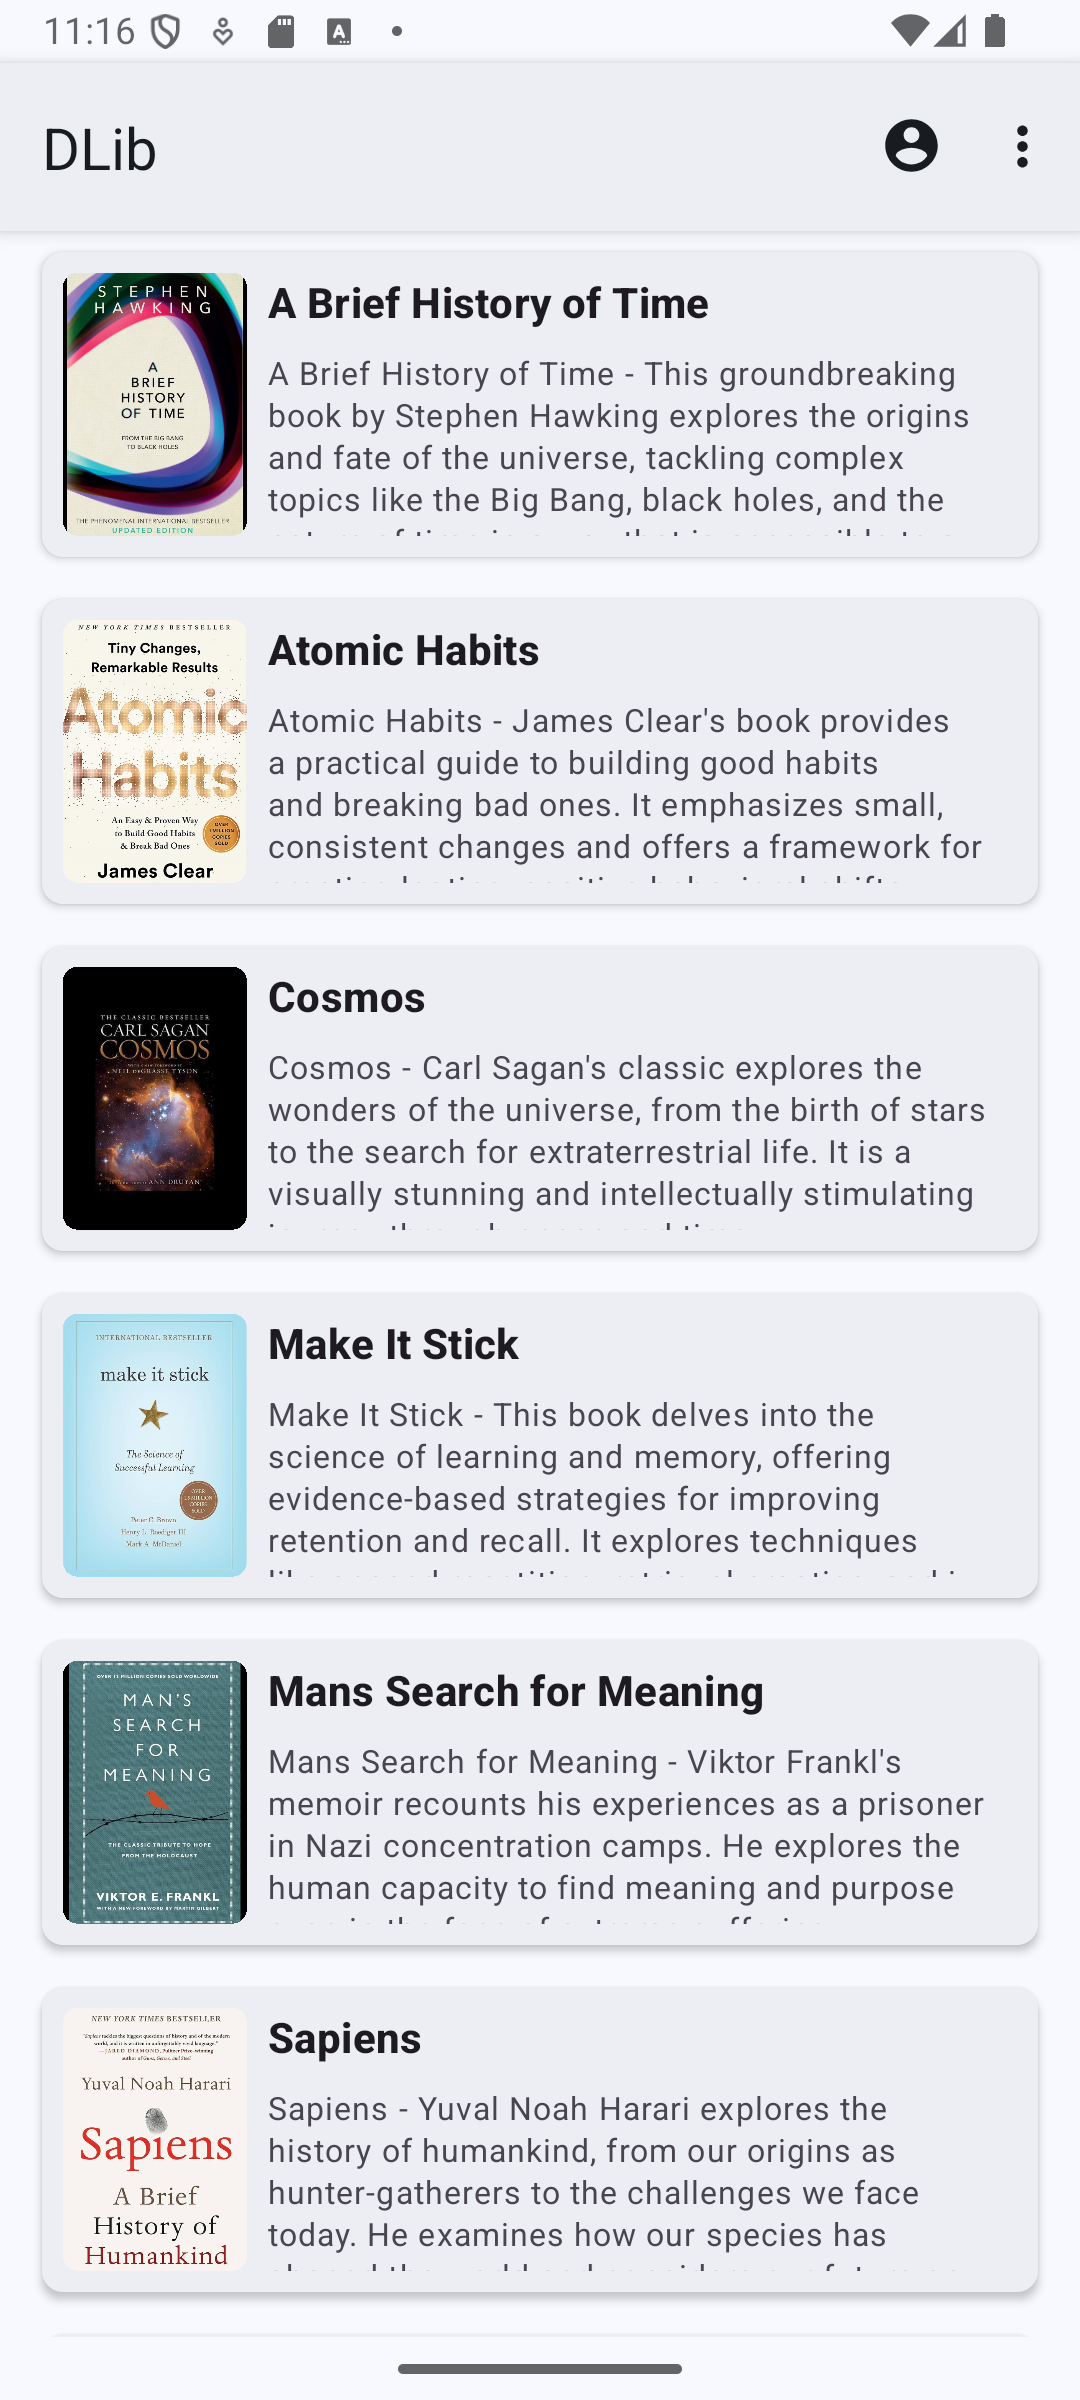 11:16
DLib
STEPHEN
HAWKING
A
BRIEF
HISTORY
OF TIME
FROM THE BIG BANG
TO BLACK HOLES
THE PHENOMENAL INTERNATIONAL BESTSELLER
UPDATED EDITION
A Brief History of Time
A Brief History of Time - This groundbreaking
book by Stephen Hawking explores the origins
and fate of the universe, tackling complex
topics like the Big Bang, black holes, and the
NEW YORK TIMES BESTSELLER
Tiny Changes,
Remarkable Results
Atomic
Habits
An Easy & Proven Way
to Build Good Habits
& Break Bad Ones
James Clear
Atomic Habits
Atomic Habits - James Clear's book provides
a practical guide to building good habits
and breaking bad ones. It emphasizes small,
consistent changes and offers a framework for
THE CLASSIC BESTSELLER
CARL SAGAN
COSMOS
NEIL DEGRASSE TYSON
ANN DRUYAN
Cosmos
Cosmos - Carl Sagan's classic explores the
wonders of the universe, from the birth of stars
to the search for extraterrestrial life. It is a
visually stunning and intellectually stimulating
INTERNATIONAL BESTSELLER
make it stick
The Science of
Successful Learning
Peter C. Brown
Henry L. Roediger III
Mark A. McDaniel
Make It Stick
Make It Stick - This book delves into the
science of learning and memory, offering
evidence-based strategies for improving
retention and recall. It explores techniques
MAN'S
SEARCH
FOR
MEANING
THE CLASSIC TRIBUTE TO HOPE
FROM THE HOLOCAUST
VIKTOR E. FRANKL
WITH A NEW FOREWORD BY MARTIN GILBERT
Mans Search for Meaning
Mans Search for Meaning - Viktor Frankl's
memoir recounts his experiences as a prisoner
in Nazi concentration camps. He explores the
human capacity to find meaning and purpose
NEW YORK TIMES BESTSELLER
Yuval Noah Harari
Sapiens
A Brief
History of
Humankind
Sapiens
Sapiens - Yuval Noah Harari explores the
history of humankind, from our origins as
hunter-gatherers to the challenges we face
today. He examines how our species has